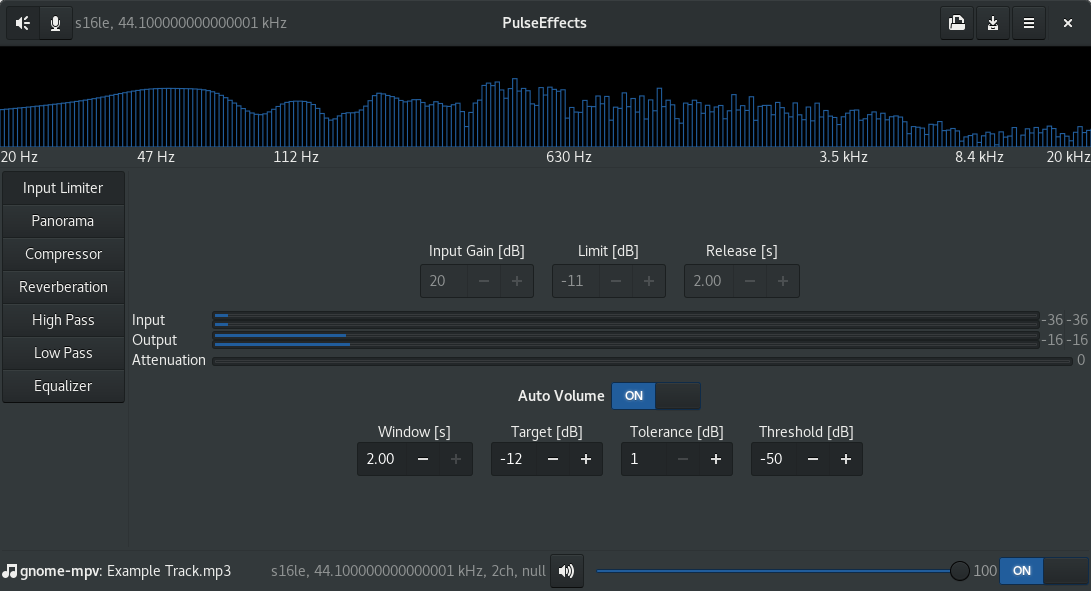 s16le, 44.100000000000001 kHz PulseEffects
20 Hz 47 Hz 112 Hz 630 Hz 3.5 kHz 8.4 kHz 20 kHz
Input Limiter
Panorama
Compressor
Reverberation
High Pass
Low Pass
Equalizer
Input Gain [dB] Limit [dB] Release [s]
20 − + -11 − + 2.00 − +
Input -36 -36
Output -16 -16
Attenuation 0
Auto Volume ON
Window [s] Target [dB] Tolerance [dB] Threshold [dB]
2.00 − + -12 − + 1 − + -50 − +
gnome-mpv: Example Track.mp3 s16le, 44.100000000000001 kHz, 2ch, null 100 ON